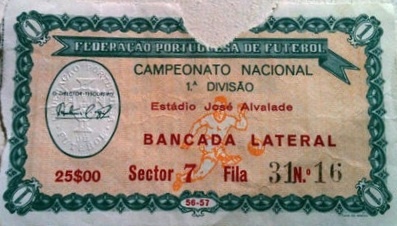 FEDERAÇÃO PORTUGUESA DE FUTEBOL
CAMPEONATO NACIONAL
1.ª DIVISÃO
Estádio José Alvalade
BANCADA LATERAL
25$00 Sector 7 Fila 31 N.º 16
56-57